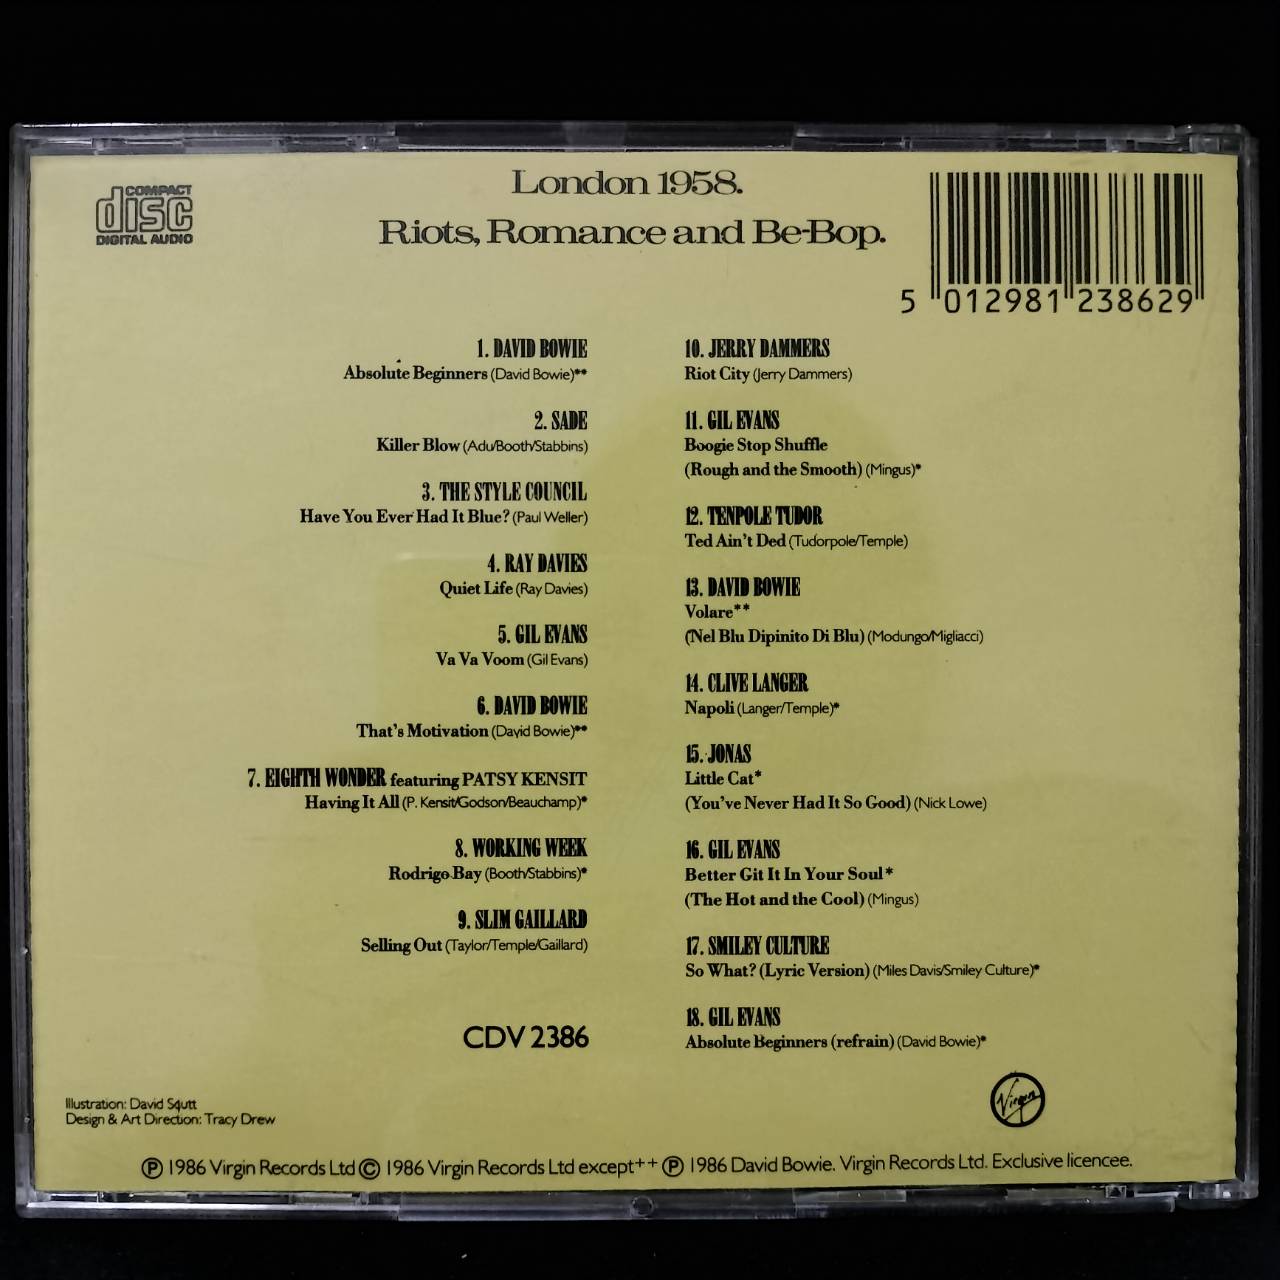 COMPACT
disc
DIGITAL AUDIO
London 1958.
Riots, Romance and Be-Bop.
5 012981 238629
1. DAVID BOWIE
Absolute Beginners (David Bowie)**
2. SADE
Killer Blow (Adu/Booth/Stabbins)
3. THE STYLE COUNCIL
Have You Ever Had It Blue? (Paul Weller)
4. RAY DAVIES
Quiet Life (Ray Davies)
5. GIL EVANS
Va Va Voom (Gil Evans)
6. DAVID BOWIE
That's Motivation (David Bowie)**
7. EIGHTH WONDER featuring PATSY KENSIT
Having It All (P. Kensit/Godson/Beauchamp)*
8. WORKING WEEK
Rodrigo Bay (Booth/Stabbins)*
9. SLIM GAILLARD
Selling Out (Taylor/Temple/Gaillard)
CDV 2386
10. JERRY DAMMERS
Riot City (Jerry Dammers)
11. GIL EVANS
Boogie Stop Shuffle
(Rough and the Smooth) (Mingus)*
12. TENPOLE TUDOR
Ted Ain't Ded (Tudorpole/Temple)
13. DAVID BOWIE
Volare**
(Nel Blu Dipinito Di Blu) (Modungo/Migliacci)
14. CLIVE LANGER
Napoli (Langer/Temple)*
15. JONAS
Little Cat*
(You've Never Had It So Good) (Nick Lowe)
16. GIL EVANS
Better Git It In Your Soul*
(The Hot and the Cool) (Mingus)
17. SMILEY CULTURE
So What? (Lyric Version) (Miles Davis/Smiley Culture)*
18. GIL EVANS
Absolute Beginners (refrain) (David Bowie)*
Virgin
Illustration: David Scutt
Design & Art Direction: Tracy Drew
℗ 1986 Virgin Records Ltd © 1986 Virgin Records Ltd except++ ℗ 1986 David Bowie. Virgin Records Ltd. Exclusive licencee.